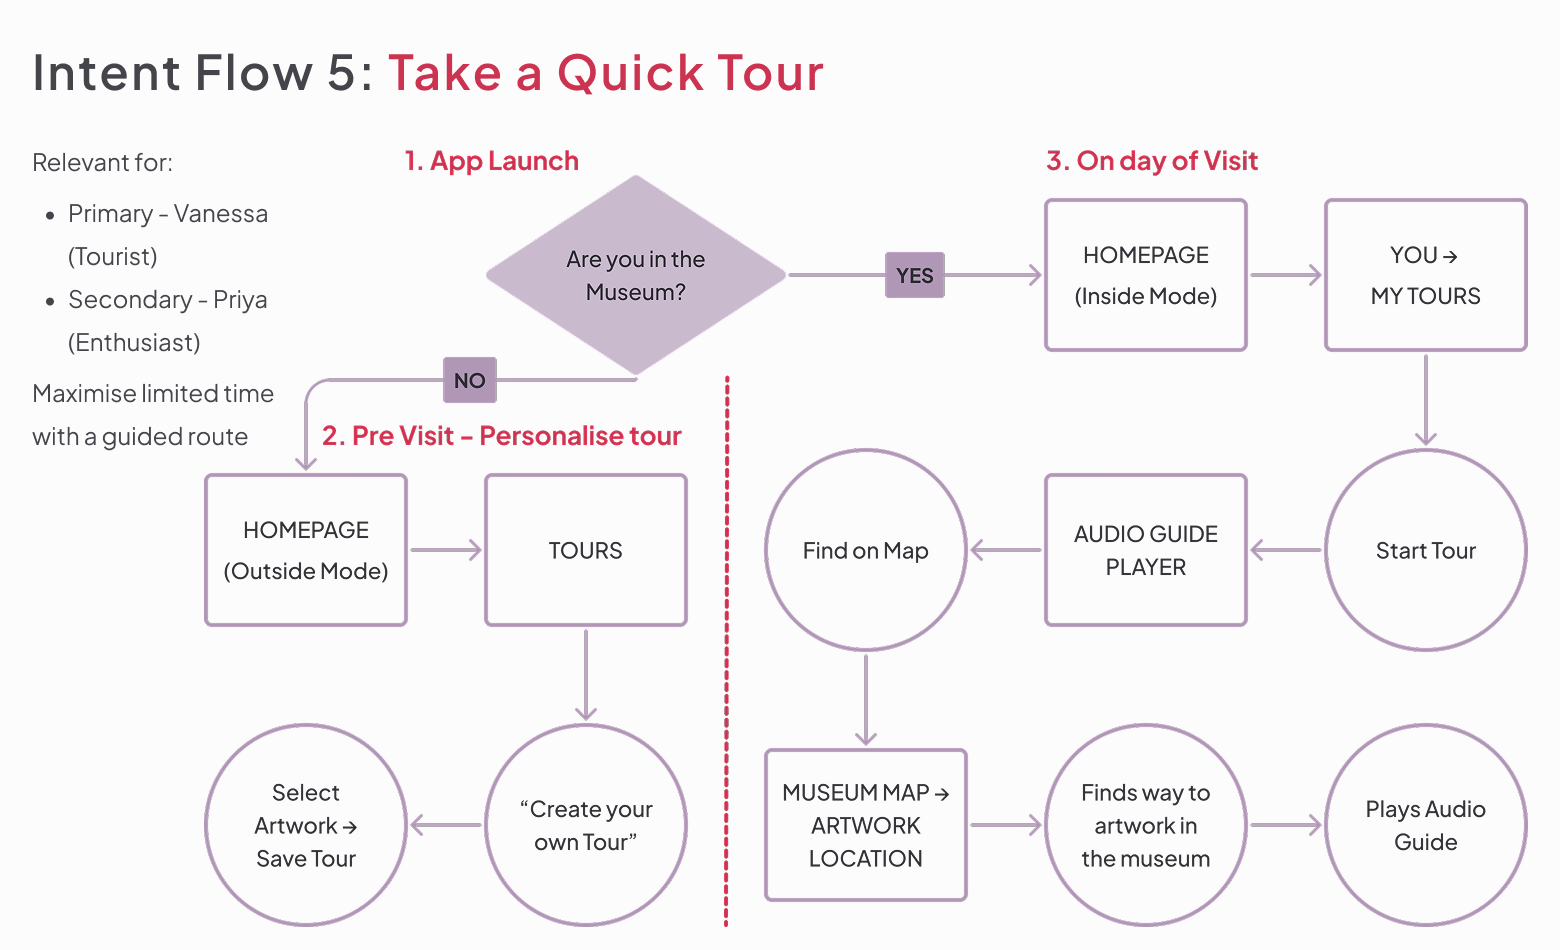 Intent Flow 5: Take a Quick Tour
Relevant for:
• Primary - Vanessa
(Tourist)
• Secondary - Priya
(Enthusiast)
Maximise limited time
with a guided route
1. App Launch
Are you in the
Museum?
YES
NO
2. Pre Visit – Personalise tour
HOMEPAGE
(Outside Mode)
TOURS
“Create your
own Tour”
Select
Artwork →
Save Tour
3. On day of Visit
HOMEPAGE
(Inside Mode)
YOU →
MY TOURS
Start Tour
AUDIO GUIDE
PLAYER
Find on Map
MUSEUM MAP →
ARTWORK
LOCATION
Finds way to
artwork in
the museum
Plays Audio
Guide